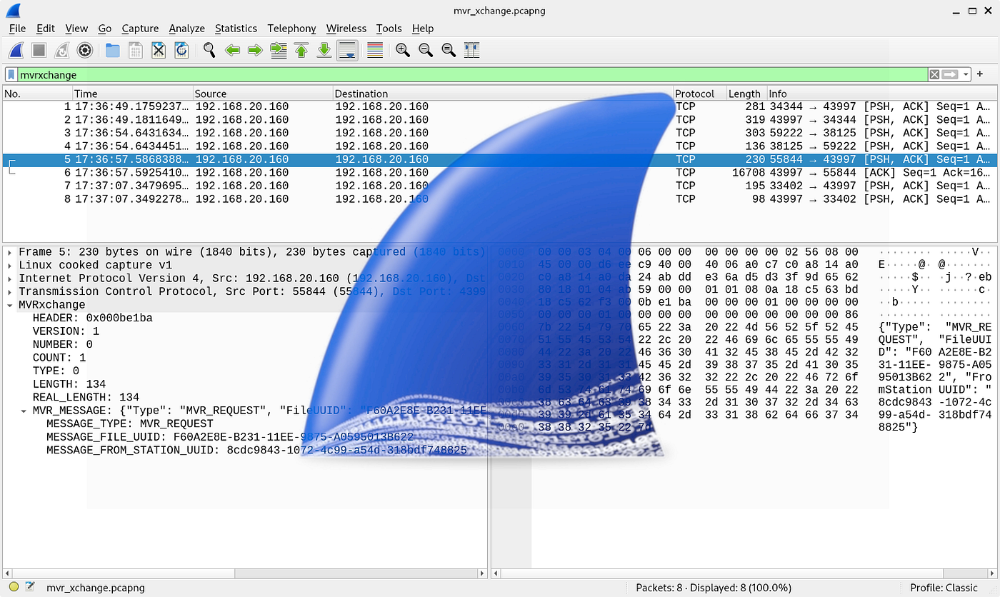 mvr_xchange.pcapng
File Edit View Go Capture Analyze Statistics Telephony Wireless Tools Help
mvrxchange
No. Time Source Destination Protocol Length Info
1 17:36:49.1759237… 192.168.20.160 192.168.20.160 TCP 281 34344 → 43997 [PSH, ACK] Seq=1 A…
2 17:36:49.1811649… 192.168.20.160 192.168.20.160 TCP 319 43997 → 34344 [PSH, ACK] Seq=1 A…
3 17:36:54.6431634… 192.168.20.160 192.168.20.160 TCP 303 59222 → 38125 [PSH, ACK] Seq=1 A…
4 17:36:54.6434451… 192.168.20.160 192.168.20.160 TCP 136 38125 → 59222 [PSH, ACK] Seq=1 A…
5 17:36:57.5868388… 192.168.20.160 192.168.20.160 TCP 230 55844 → 43997 [PSH, ACK] Seq=1 A…
6 17:36:57.5925410… 192.168.20.160 192.168.20.160 TCP 16708 43997 → 55844 [ACK] Seq=1 Ack=16…
7 17:37:07.3479695… 192.168.20.160 192.168.20.160 TCP 195 33402 → 43997 [PSH, ACK] Seq=1 A…
8 17:37:07.3492278… 192.168.20.160 192.168.20.160 TCP 98 43997 → 33402 [PSH, ACK] Seq=1 A…
Frame 5: 230 bytes on wire (1840 bits), 230 bytes captured (1840 bits)
Linux cooked capture v1
Internet Protocol Version 4, Src: 192.168.20.160 (192.168.20.160), Dst
Transmission Control Protocol, Src Port: 55844 (55844), Dst Port: 4399
MVRxchange
HEADER: 0x000be1ba
VERSION: 1
NUMBER: 0
COUNT: 1
TYPE: 0
LENGTH: 134
REAL_LENGTH: 134
MVR_MESSAGE: {"Type": "MVR_REQUEST", "FileUUID": "F60A2E8E-B231-11EE
MESSAGE_TYPE: MVR_REQUEST
MESSAGE_FILE_UUID: F60A2E8E-B231-11EE-9875-A0595013B622
MESSAGE_FROM_STATION_UUID: 8cdc9843-1072-4c99-a54d-318bdf748825
0000 00 00 03 04 00 06 00 00 00 00 00 00 02 56 08 00 ········ ·····V··
0010 45 00 00 d6 ee c9 40 00 40 06 a0 c7 c0 a8 14 a0 E·····@· @·······
0020 c0 a8 14 a0 da 24 ab dd e3 6a d5 d3 3f 9d 65 62 ·····$·· ·j··?·eb
0030 80 18 01 04 ab 59 00 00 01 01 08 0a 18 c5 63 bd ·····Y·· ······c·
0040 18 c5 62 f3 00 0b e1 ba 00 00 00 01 00 00 00 00 ··b····· ········
0050 00 00 00 01 00 00 00 00 00 00 00 00 00 00 00 86 ········ ········
0060 7b 22 54 79 70 65 22 3a 20 22 4d 56 52 5f 52 45 {"Type": "MVR_RE
0070 51 55 45 53 54 22 2c 20 22 46 69 6c 65 55 55 49 QUEST", "FileUUI
0080 44 22 3a 20 22 46 36 30 41 32 45 38 45 2d 42 32 D": "F60 A2E8E-B2
0090 33 31 2d 31 31 45 45 2d 39 38 37 35 2d 41 30 35 31-11EE- 9875-A05
00a0 39 35 30 31 33 42 36 32 32 22 2c 20 22 46 72 6f 95013B62 2", "Fro
00b0 6d 53 74 61 74 69 6f 6e 55 55 49 44 22 3a 20 22 mStation UUID": "
38 63 64 63 39 38 34 33 2d 31 30 37 32 2d 34 63 8cdc9843 -1072-4c
39 39 2d 61 35 34 64 2d 33 31 38 62 64 66 37 34 99-a54d- 318bdf74
38 38 32 35 22 7d 8825"}
mvr_xchange.pcapng Packets: 8 · Displayed: 8 (100.0%) Profile: Classic